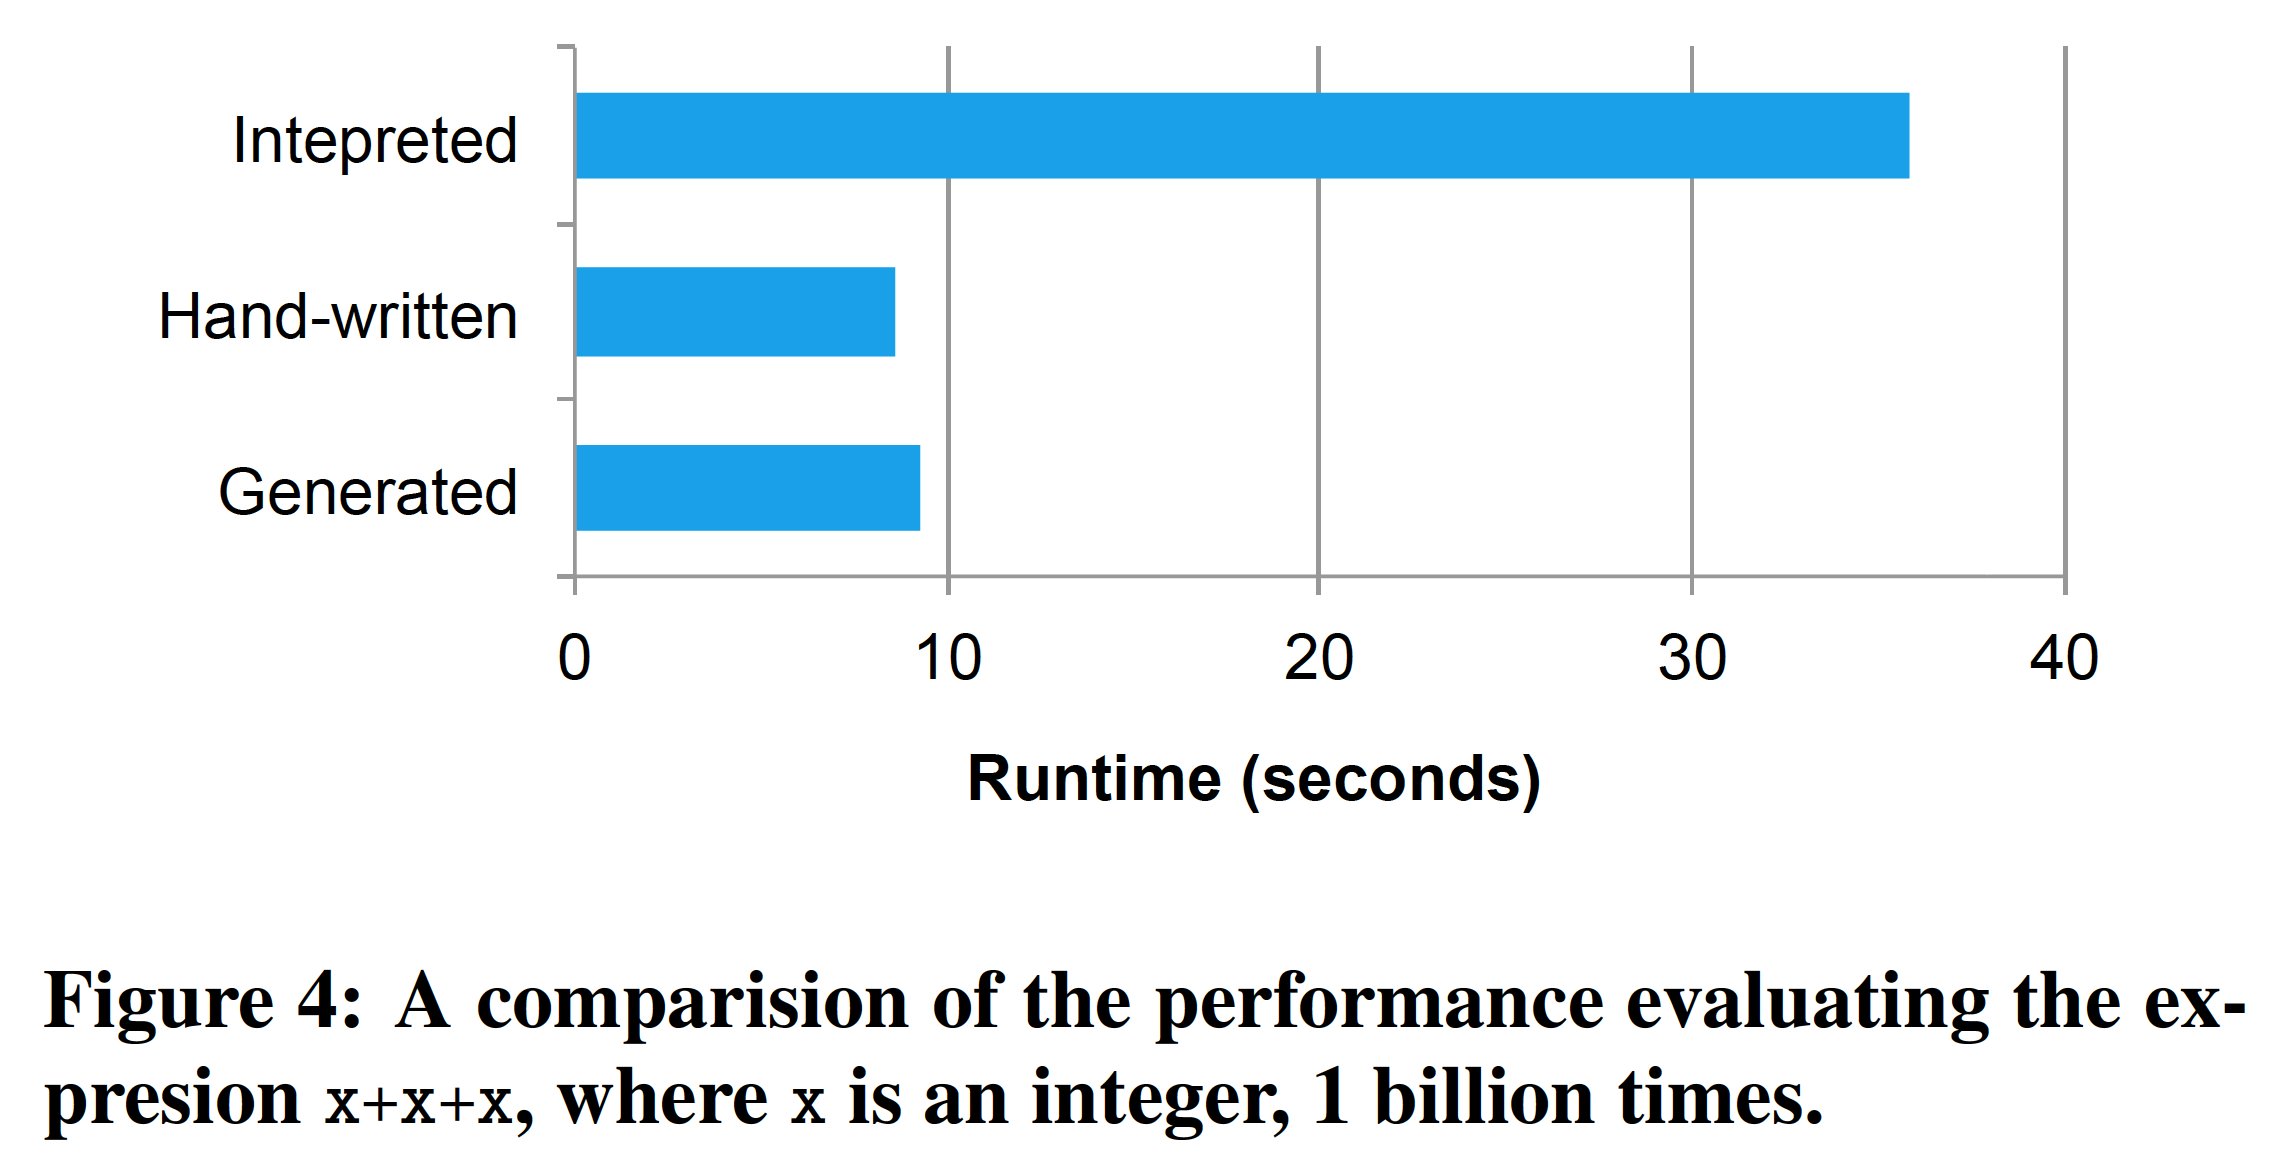 Intepreted
Hand-written
Generated
0 10 20 30 40
Runtime (seconds)
Figure 4: A comparision of the performance evaluating the ex-
presion x+x+x, where x is an integer, 1 billion times.